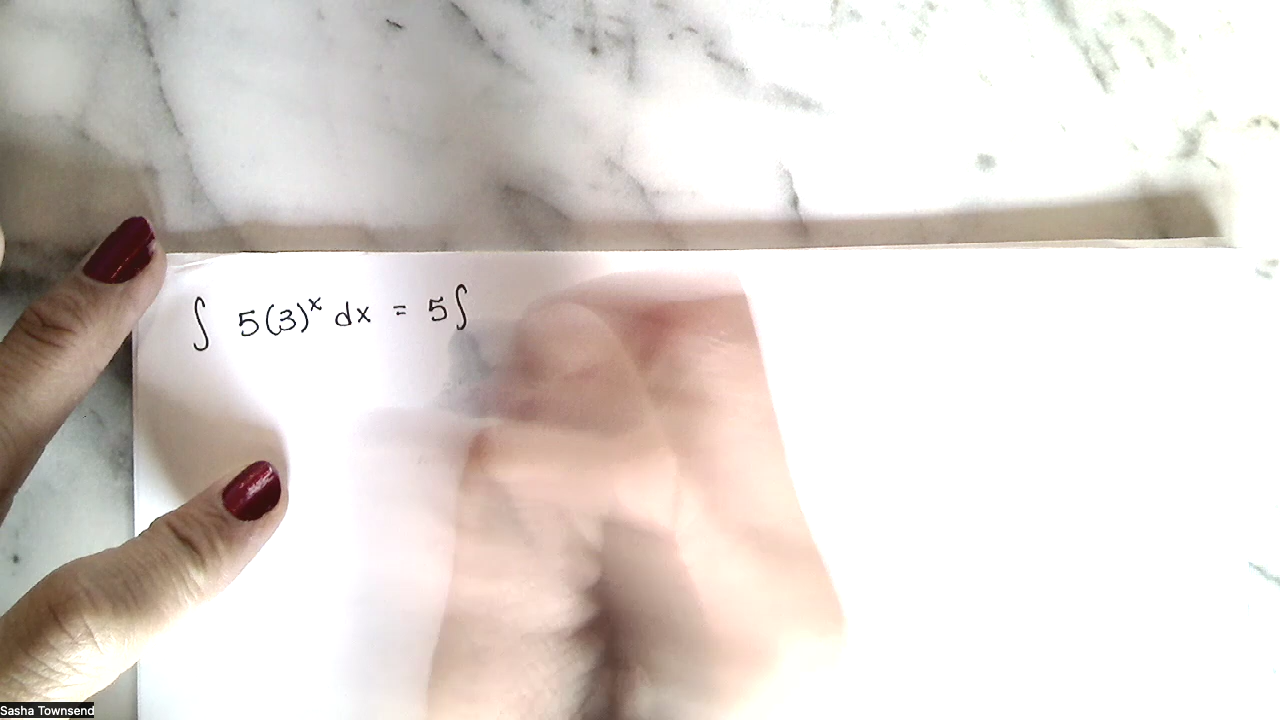 ∫ 5(3)ˣ dx = 5∫
Sasha Townsend